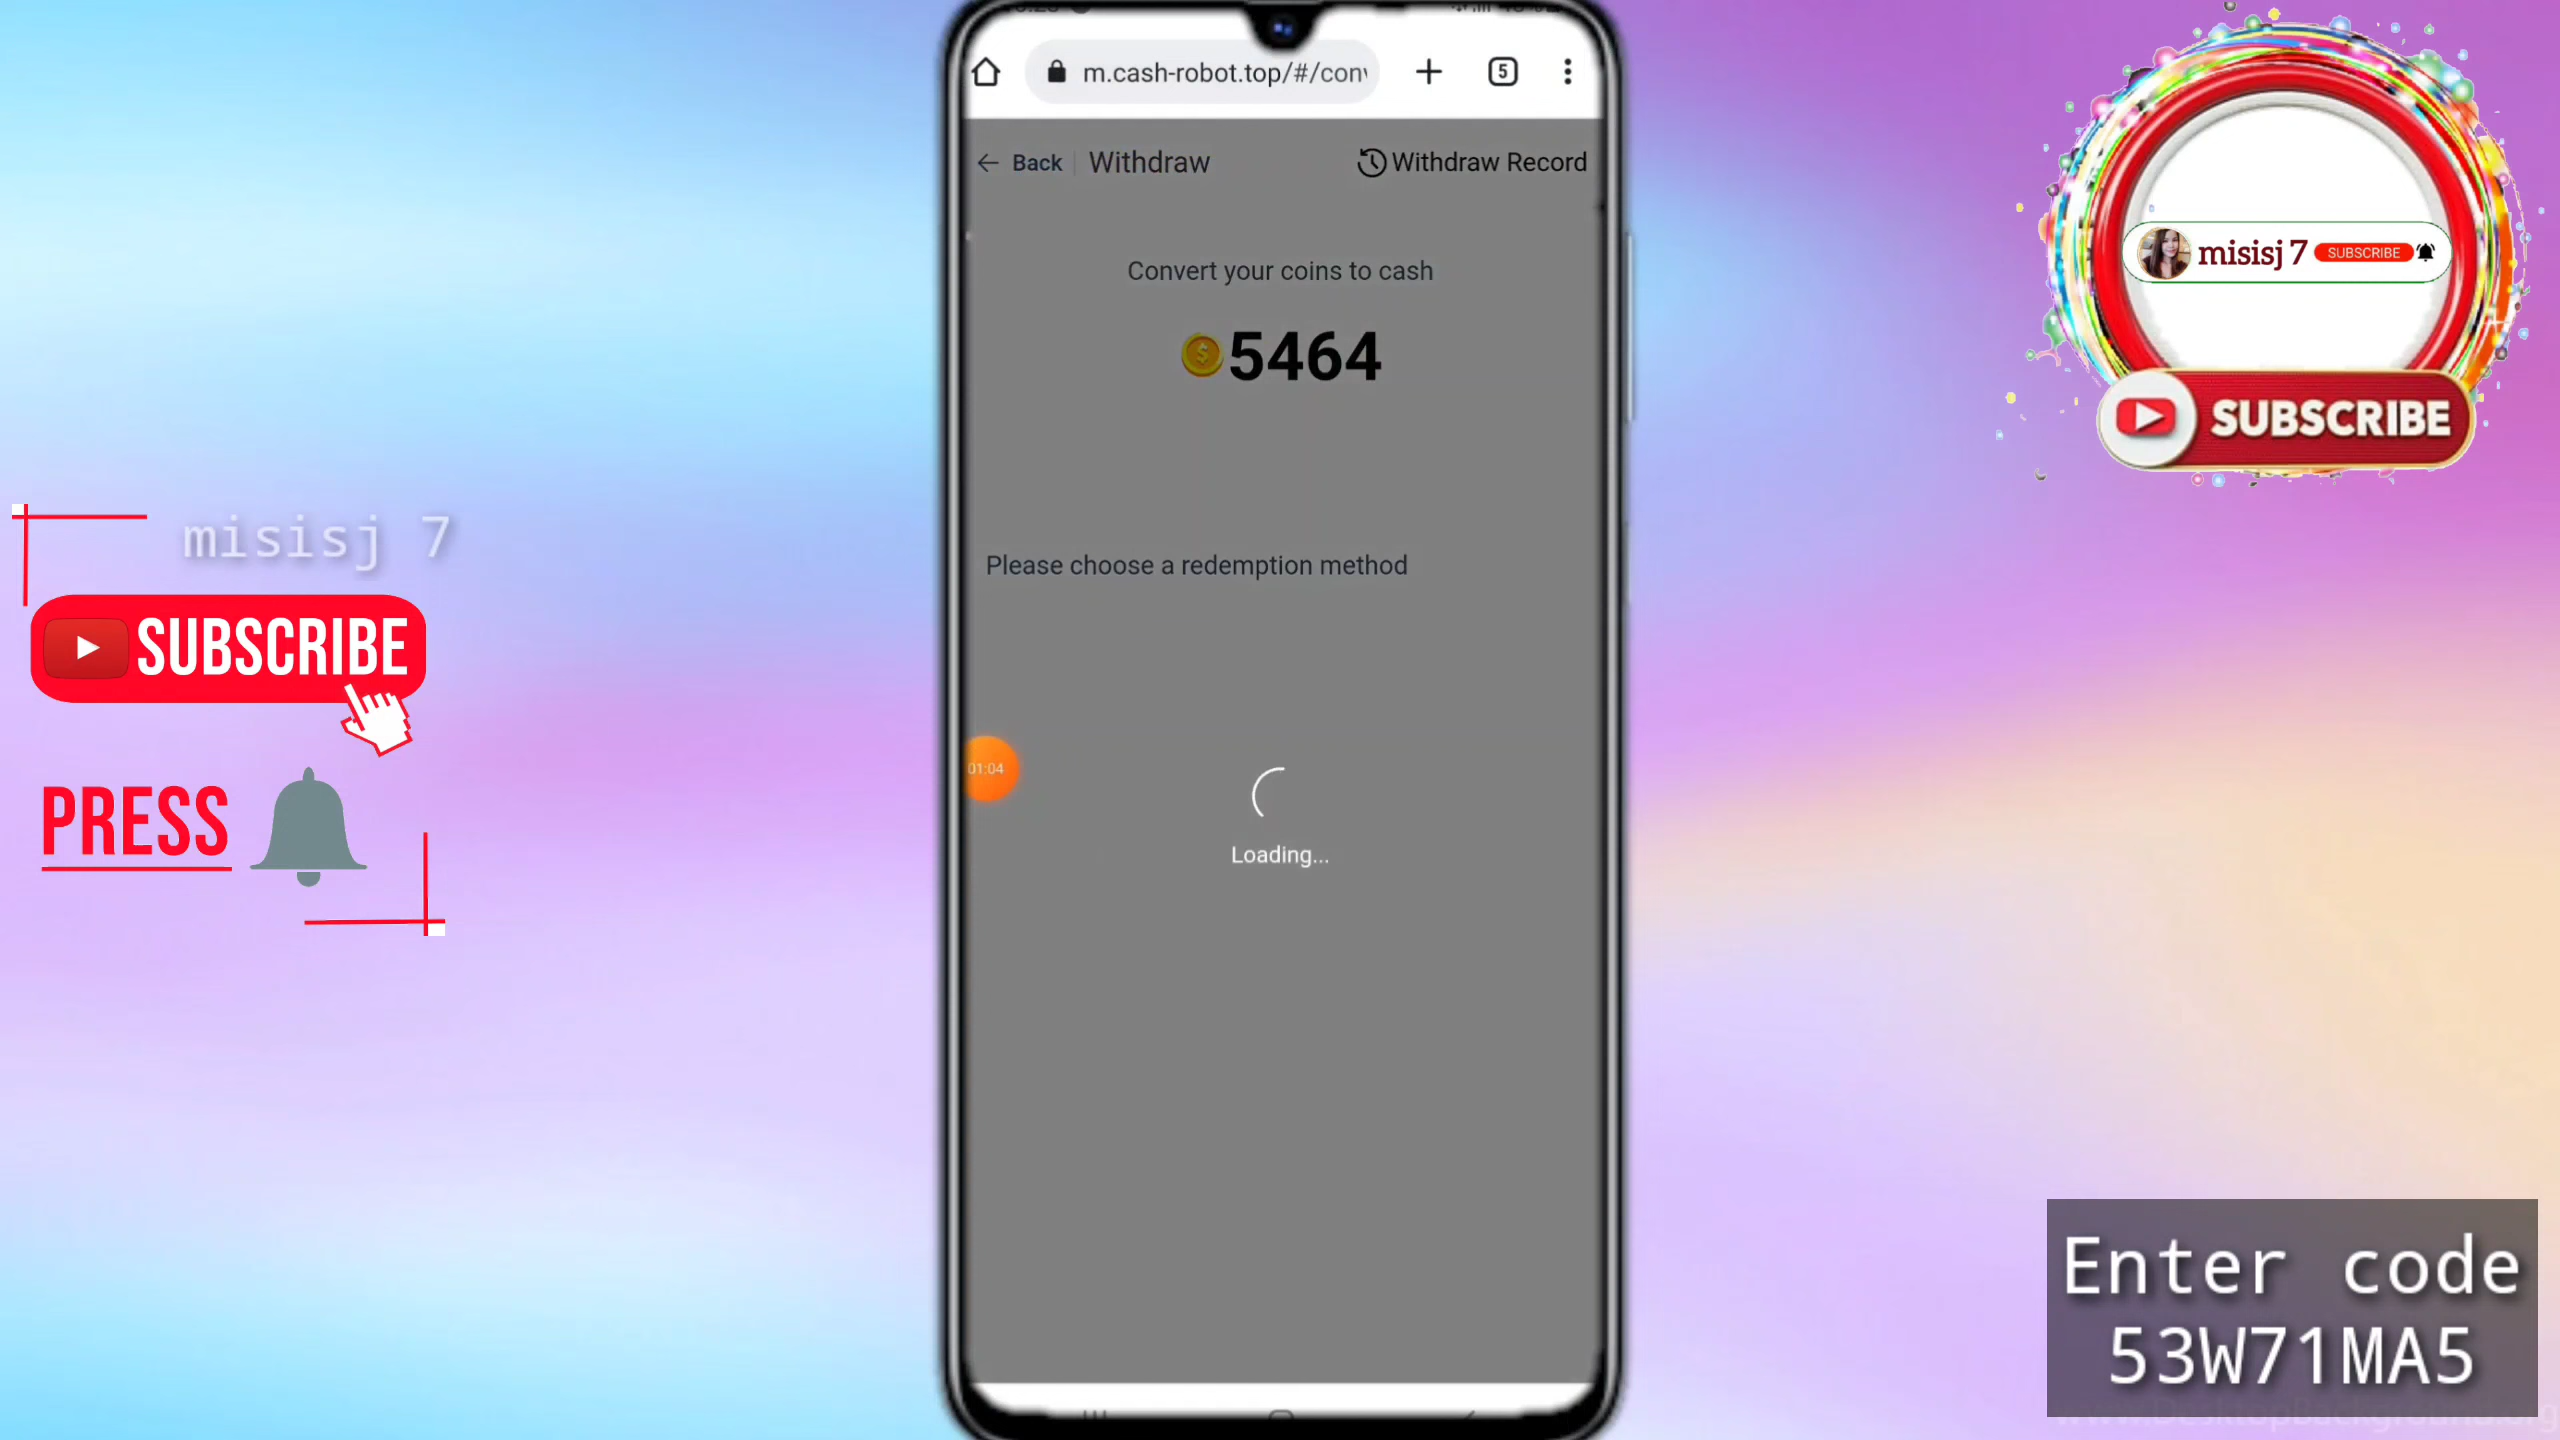 m.cash-robot.top/#/con
5
Back
Withdraw
Withdraw Record
Convert your coins to cash
5464
Please choose a redemption method
01:04
Loading...
misisj 7
SUBSCRIBE
PRESS
misisj 7 SUBSCRIBE
SUBSCRIBE
Enter code
53W71MA5